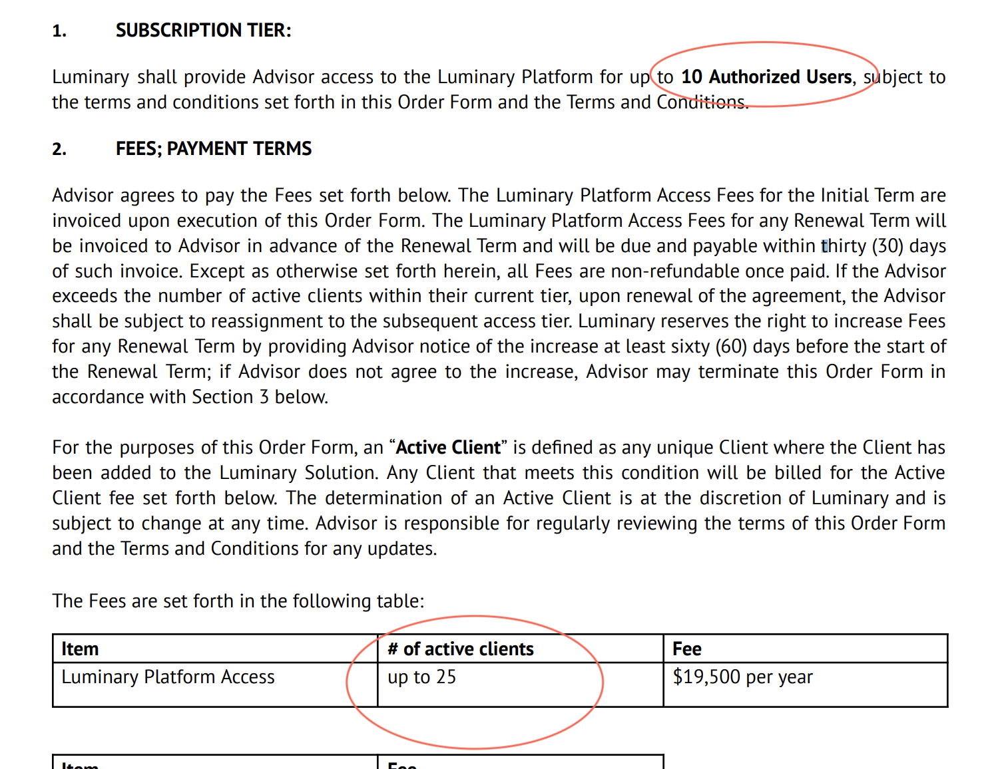 1. SUBSCRIPTION TIER:
Luminary shall provide Advisor access to the Luminary Platform for up to 10 Authorized Users, subject to
the terms and conditions set forth in this Order Form and the Terms and Conditions.
2. FEES; PAYMENT TERMS
Advisor agrees to pay the Fees set forth below. The Luminary Platform Access Fees for the Initial Term are
invoiced upon execution of this Order Form. The Luminary Platform Access Fees for any Renewal Term will
be invoiced to Advisor in advance of the Renewal Term and will be due and payable within thirty (30) days
of such invoice. Except as otherwise set forth herein, all Fees are non-refundable once paid. If the Advisor
exceeds the number of active clients within their current tier, upon renewal of the agreement, the Advisor
shall be subject to reassignment to the subsequent access tier. Luminary reserves the right to increase Fees
for any Renewal Term by providing Advisor notice of the increase at least sixty (60) days before the start of
the Renewal Term; if Advisor does not agree to the increase, Advisor may terminate this Order Form in
accordance with Section 3 below.
For the purposes of this Order Form, an “Active Client” is defined as any unique Client where the Client has
been added to the Luminary Solution. Any Client that meets this condition will be billed for the Active
Client fee set forth below. The determination of an Active Client is at the discretion of Luminary and is
subject to change at any time. Advisor is responsible for regularly reviewing the terms of this Order Form
and the Terms and Conditions for any updates.
The Fees are set forth in the following table:
Item # of active clients Fee
Luminary Platform Access up to 25 $19,500 per year
Item Fee